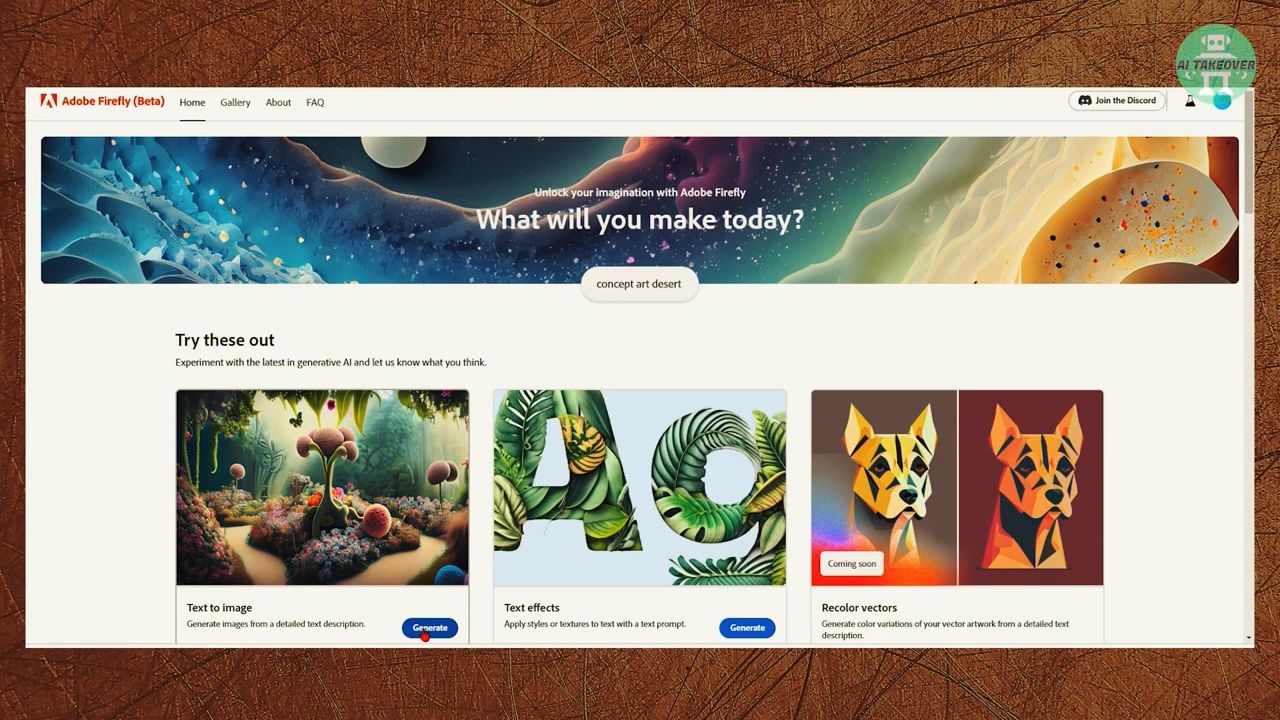 AI TAKEOVER
Adobe Firefly (Beta) Home Gallery About FAQ Join the Discord
Unlock your imagination with Adobe Firefly
What will you make today?
concept art desert
Try these out
Experiment with the latest in generative AI and let us know what you think.
Ag
Coming soon
Text to image
Generate images from a detailed text description.
Generate
Text effects
Apply styles or textures to text with a text prompt.
Generate
Recolor vectors
Generate color variations of your vector artwork from a detailed text
description.